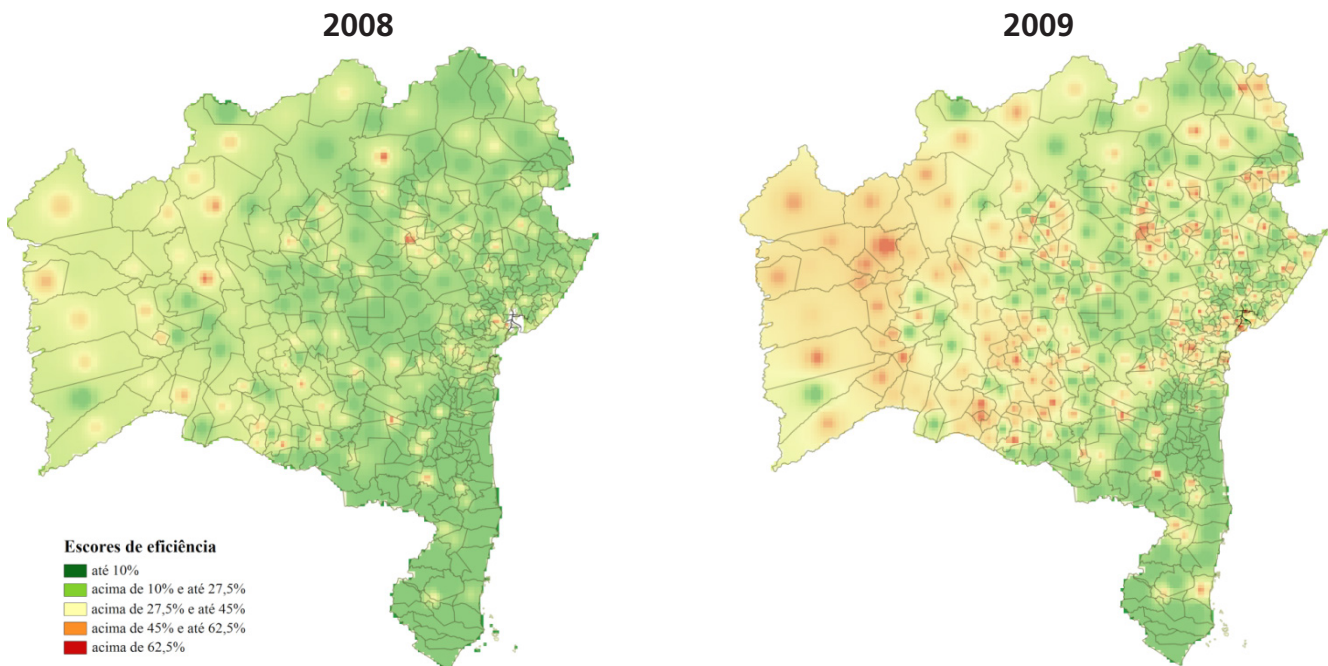 2008
2009
Escores de eficiência
até 10%
acima de 10% e até 27,5%
acima de 27,5% e até 45%
acima de 45% e até 62,5%
acima de 62,5%